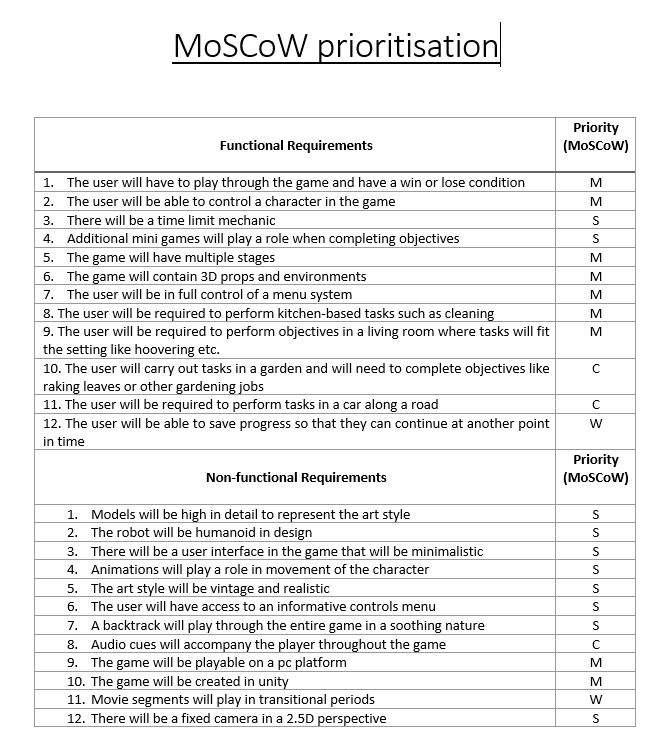 MoSCoW prioritisation
Functional Requirements
Priority
(MoSCoW)
1. The user will have to play through the game and have a win or lose condition M
2. The user will be able to control a character in the game M
3. There will be a time limit mechanic S
4. Additional mini games will play a role when completing objectives S
5. The game will have multiple stages M
6. The game will contain 3D props and environments M
7. The user will be in full control of a menu system M
8. The user will be required to perform kitchen-based tasks such as cleaning M
9. The user will be required to perform objectives in a living room where tasks will fit M
the setting like hoovering etc.
10. The user will carry out tasks in a garden and will need to complete objectives like C
raking leaves or other gardening jobs
11. The user will be required to perform tasks in a car along a road C
12. The user will be able to save progress so that they can continue at another point W
in time
Non-functional Requirements
Priority
(MoSCoW)
1. Models will be high in detail to represent the art style S
2. The robot will be humanoid in design S
3. There will be a user interface in the game that will be minimalistic S
4. Animations will play a role in movement of the character S
5. The art style will be vintage and realistic S
6. The user will have access to an informative controls menu S
7. A backtrack will play through the entire game in a soothing nature S
8. Audio cues will accompany the player throughout the game C
9. The game will be playable on a pc platform M
10. The game will be created in unity M
11. Movie segments will play in transitional periods W
12. There will be a fixed camera in a 2.5D perspective S